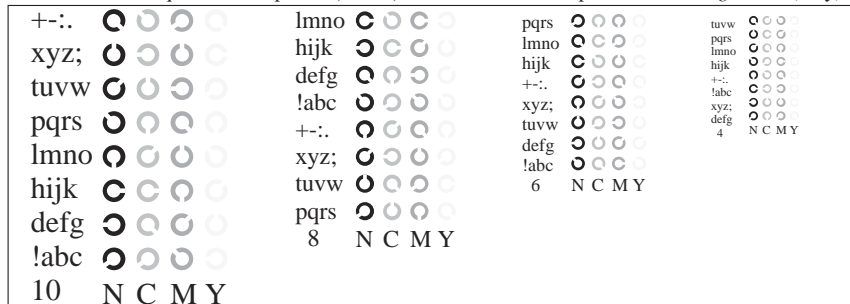 +-:.
xyz;
tuvw
pqrs
lmno
hijk
defg
!abc
10 N C M Y
lmno
hijk
defg
!abc
+-:.
xyz;
tuvw
pqrs
8 N C M Y
pqrs
lmno
hijk
+-:.
xyz;
tuvw
defg
!abc
6 N C M Y
tuvw
pqrs
lmno
hijk
+-:.
!abc
xyz;
defg
4 N C M Y